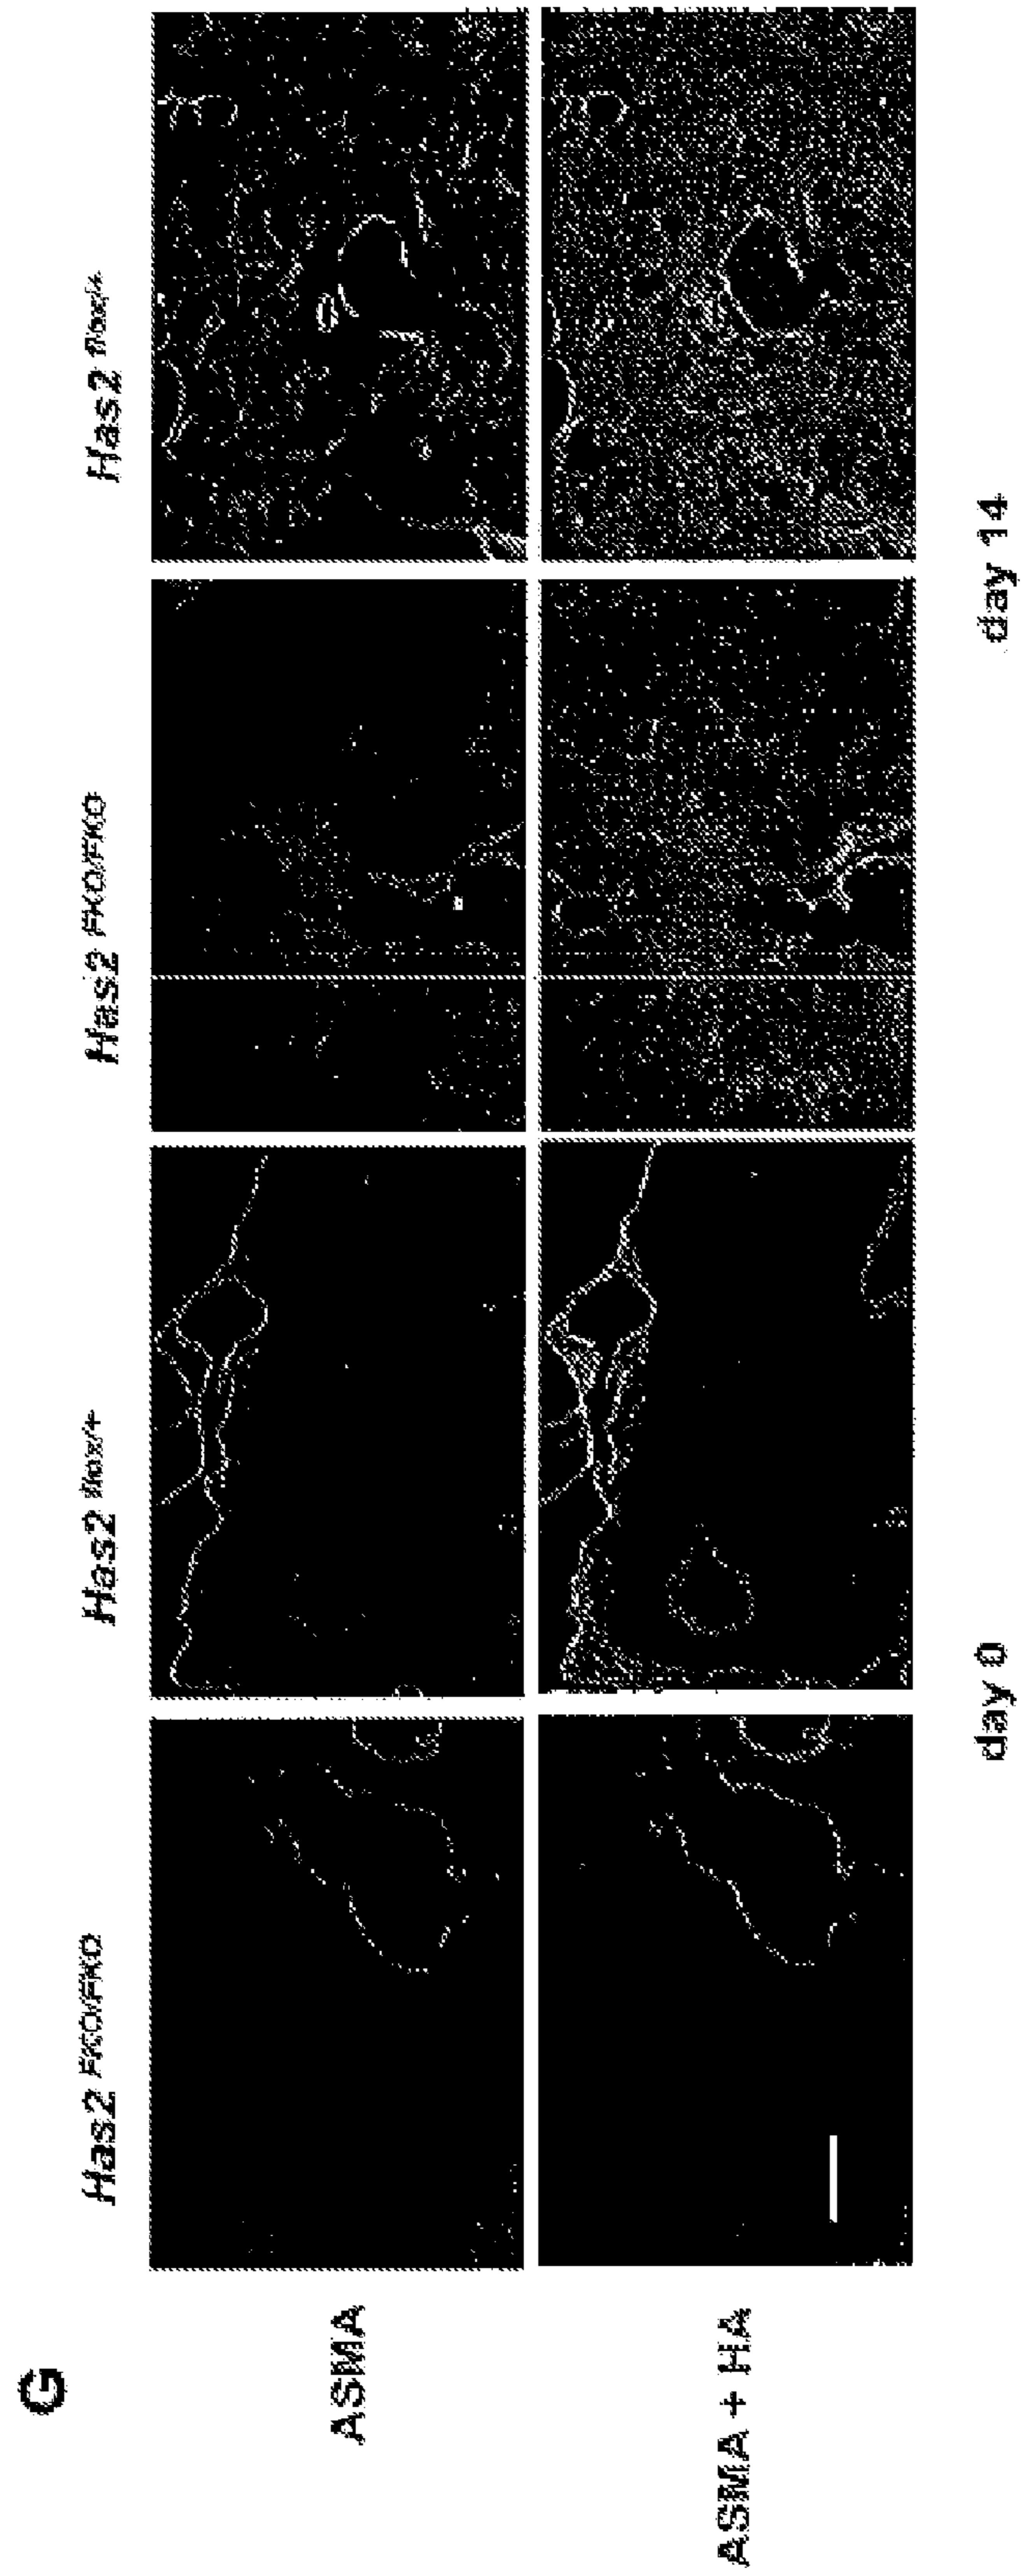 G
Has2 FKO/FKO
Has2 flox/+
Has2 FKO/FKO
Has2 flox/+
ASMA
ASMA + HA
day 0
day 14